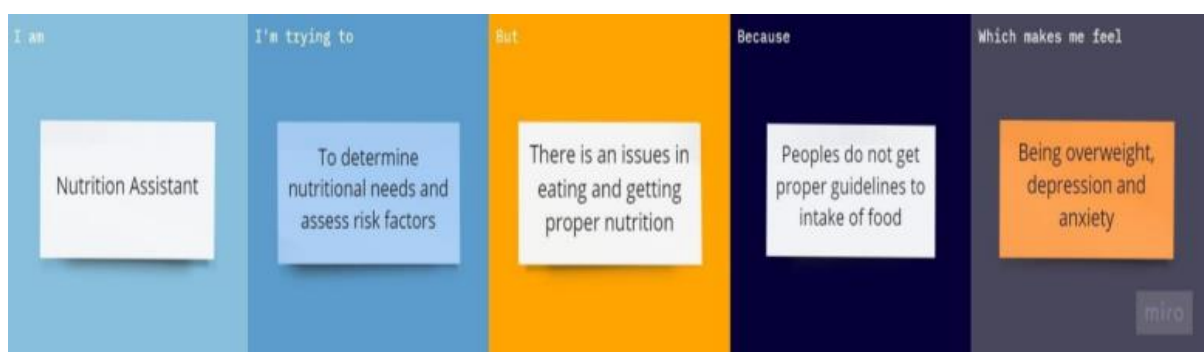 I am
Nutrition Assistant
I'm trying to
To determine
nutritional needs and
assess risk factors
But
There is an issues in
eating and getting
proper nutrition
Because
Peoples do not get
proper guidelines to
intake of food
Which makes me feel
Being overweight,
depression and
anxiety
miro